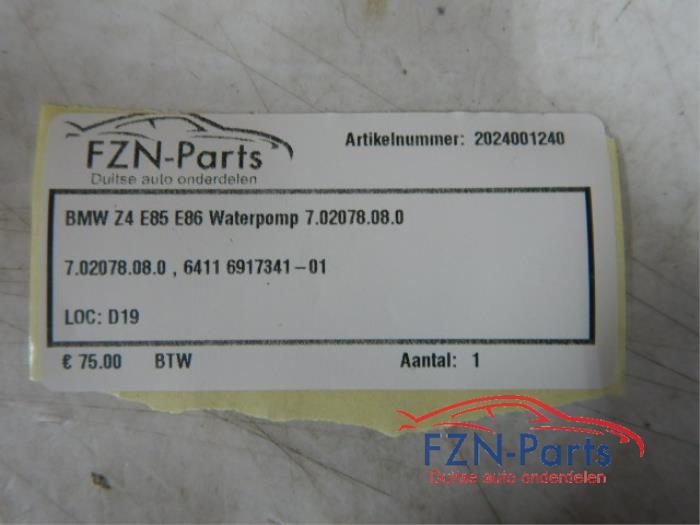 FZN-Parts
Duitse auto onderdelen
Artikelnummer: 2024001240
BMW Z4 E85 E86 Waterpomp 7.02078.08.0
7.02078.08.0 , 6411 6917341-01
LOC: D19
€ 75.00 BTW Aantal: 1
FZN-Parts
Duitse auto onderdelen